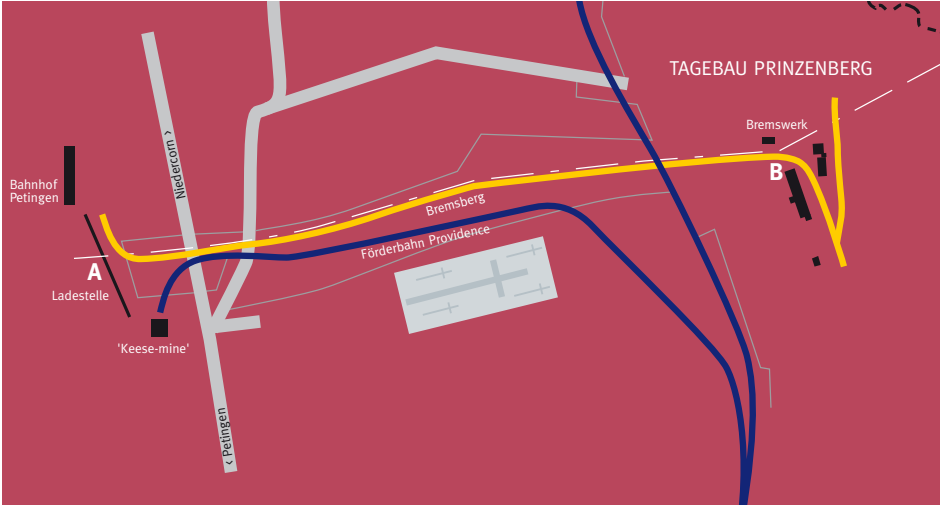 TAGEBAU PRINZENBERG
Bremswerk
B
Niedercorn >
Bahnhof
Petingen
Bremsberg
Förderbahn Providence
A
Ladestelle
'Keese-mine'
< Petingen